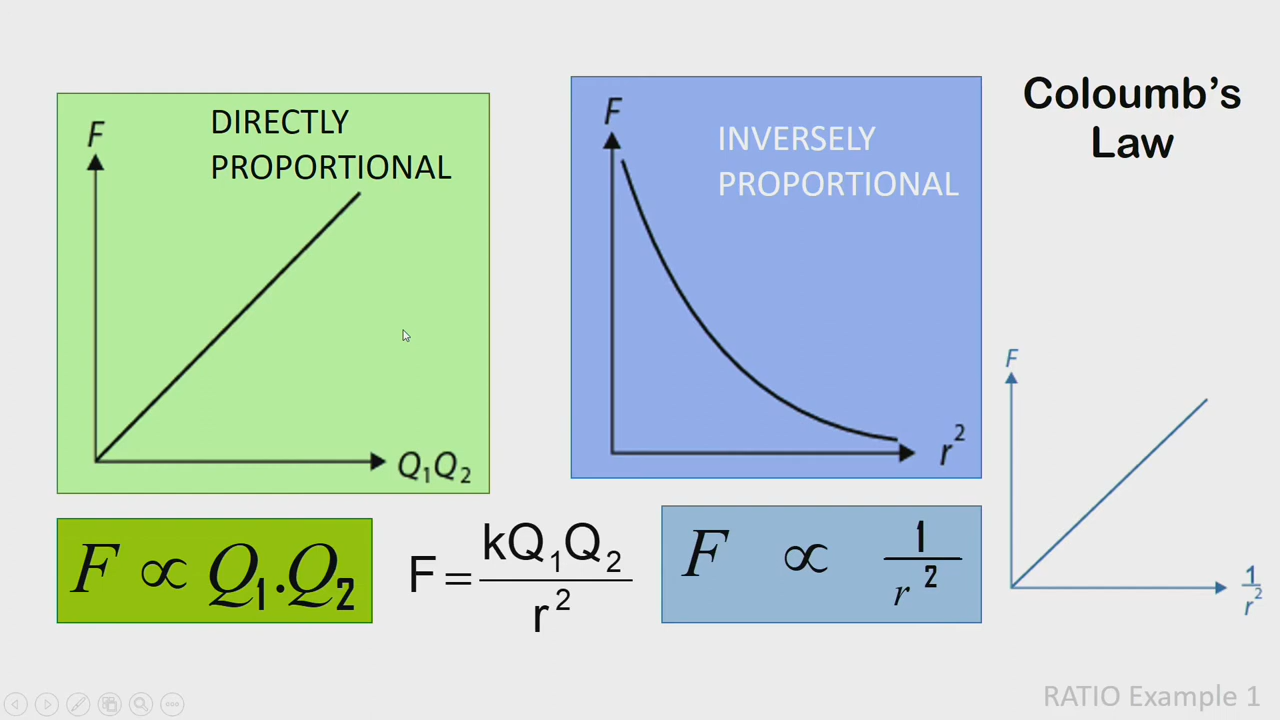 Coloumb's
Law
DIRECTLY
PROPORTIONAL
F
Q₁Q₂
INVERSELY
PROPORTIONAL
F
r²
F ∝ Q₁.Q₂
F = kQ₁Q₂ / r²
F ∝ 1 / r²
F
1 / r²
RATIO Example 1